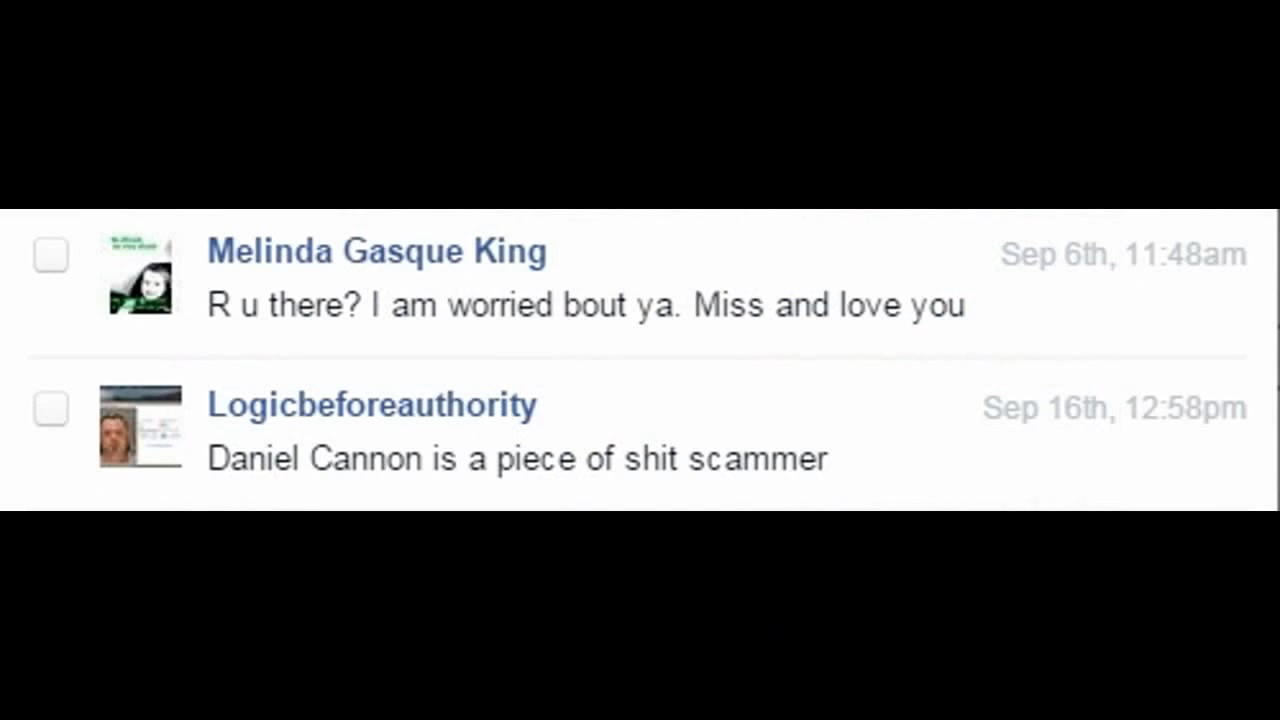 Melinda Gasque King
Sep 6th, 11:48am
R u there? I am worried bout ya. Miss and love you
Logicbeforeauthority
Sep 16th, 12:58pm
Daniel Cannon is a piece of shit scammer